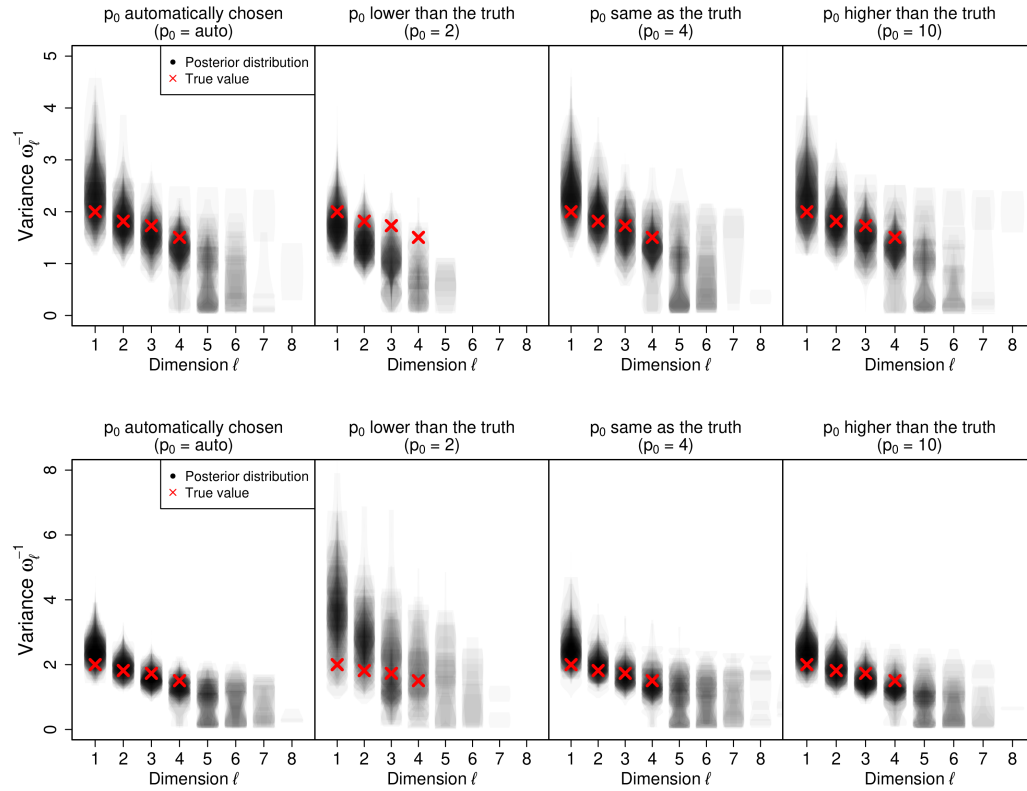 p₀ automatically chosen
(p₀ = auto)
p₀ lower than the truth
(p₀ = 2)
p₀ same as the truth
(p₀ = 4)
p₀ higher than the truth
(p₀ = 10)
Posterior distribution
True value
Variance ω_ℓ^−1
5
4
3
2
1
0
1 2 3 4 5 6 7 8
1 2 3 4 5 6 7 8
1 2 3 4 5 6 7 8
1 2 3 4 5 6 7 8
Dimension ℓ
Dimension ℓ
Dimension ℓ
Dimension ℓ
p₀ automatically chosen
(p₀ = auto)
p₀ lower than the truth
(p₀ = 2)
p₀ same as the truth
(p₀ = 4)
p₀ higher than the truth
(p₀ = 10)
Posterior distribution
True value
Variance ω_ℓ^−1
8
6
4
2
0
1 2 3 4 5 6 7 8
1 2 3 4 5 6 7 8
1 2 3 4 5 6 7 8
1 2 3 4 5 6 7 8
Dimension ℓ
Dimension ℓ
Dimension ℓ
Dimension ℓ